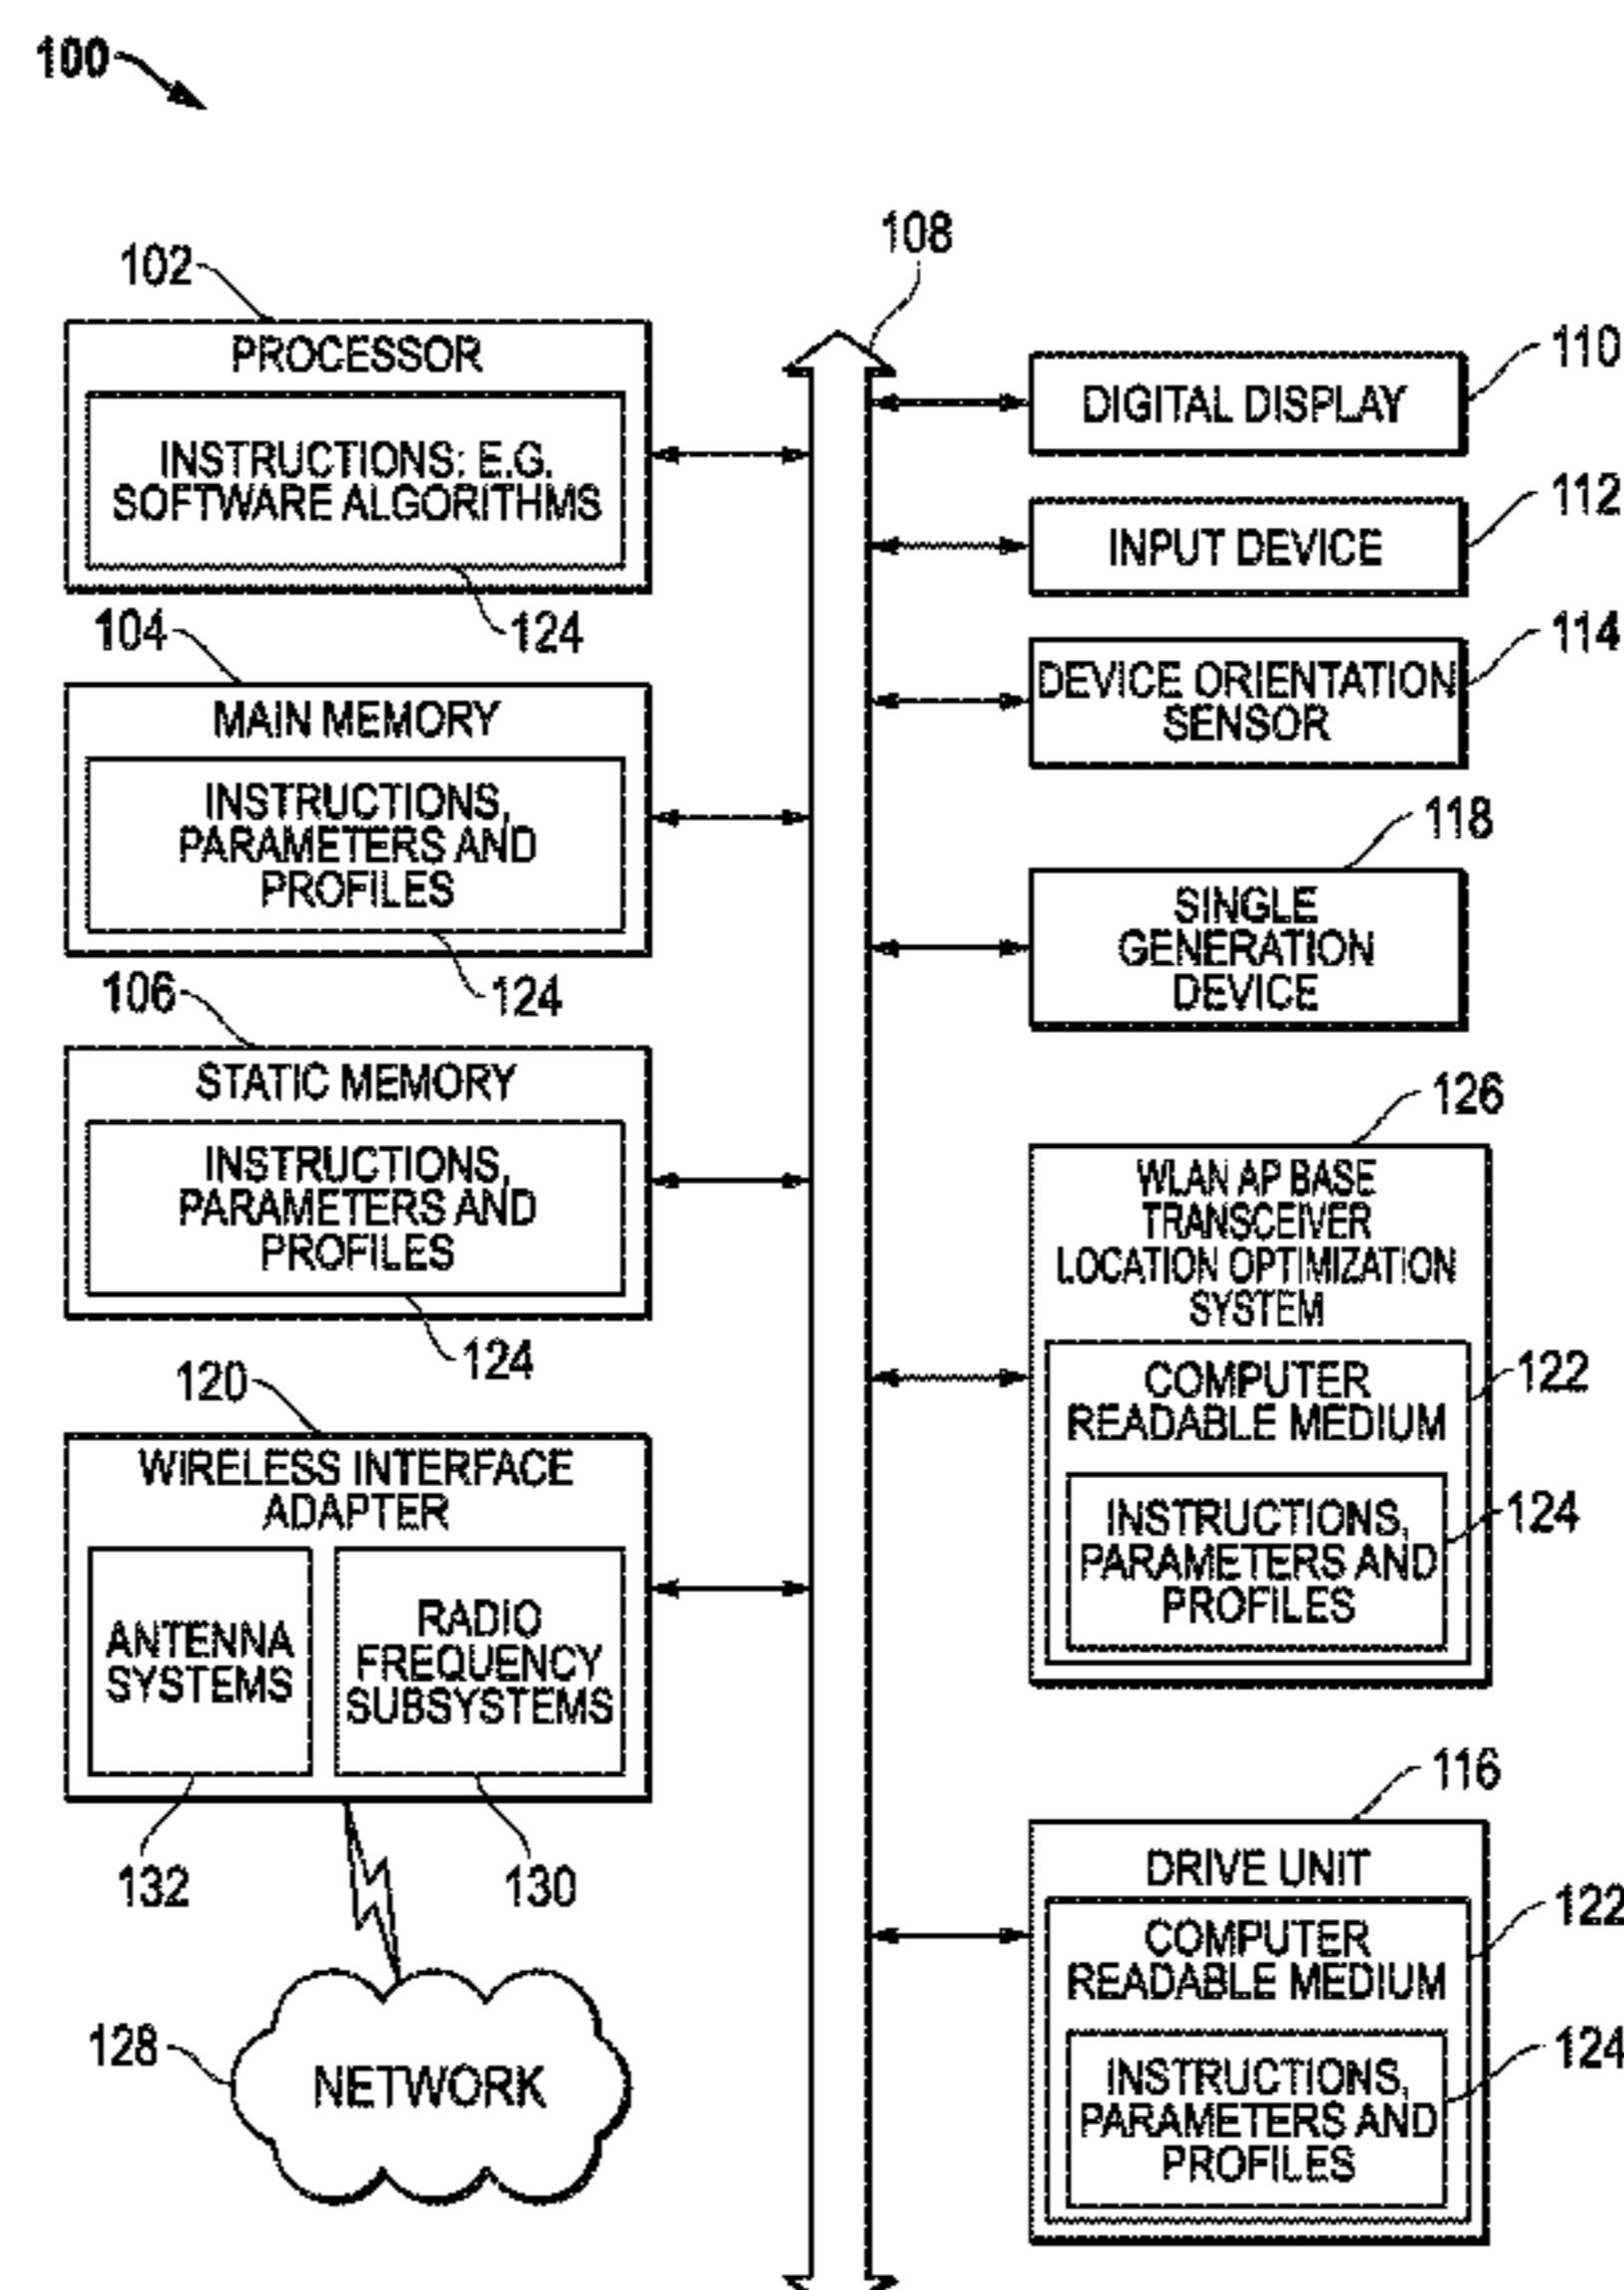 100
108
102
PROCESSOR
INSTRUCTIONS: E.G.
SOFTWARE ALGORITHMS
124
104
MAIN MEMORY
INSTRUCTIONS,
PARAMETERS AND
PROFILES
124
106
STATIC MEMORY
INSTRUCTIONS,
PARAMETERS AND
PROFILES
124
120
WIRELESS INTERFACE
ADAPTER
ANTENNA
SYSTEMS
RADIO
FREQUENCY
SUBSYSTEMS
132
130
128
NETWORK
110
DIGITAL DISPLAY
112
INPUT DEVICE
114
DEVICE ORIENTATION
SENSOR
118
SINGLE
GENERATION
DEVICE
126
WLAN AP BASE
TRANSCEIVER
LOCATION OPTIMIZATION
SYSTEM
122
COMPUTER
READABLE MEDIUM
124
INSTRUCTIONS,
PARAMETERS AND
PROFILES
116
DRIVE UNIT
122
COMPUTER
READABLE MEDIUM
124
INSTRUCTIONS,
PARAMETERS AND
PROFILES